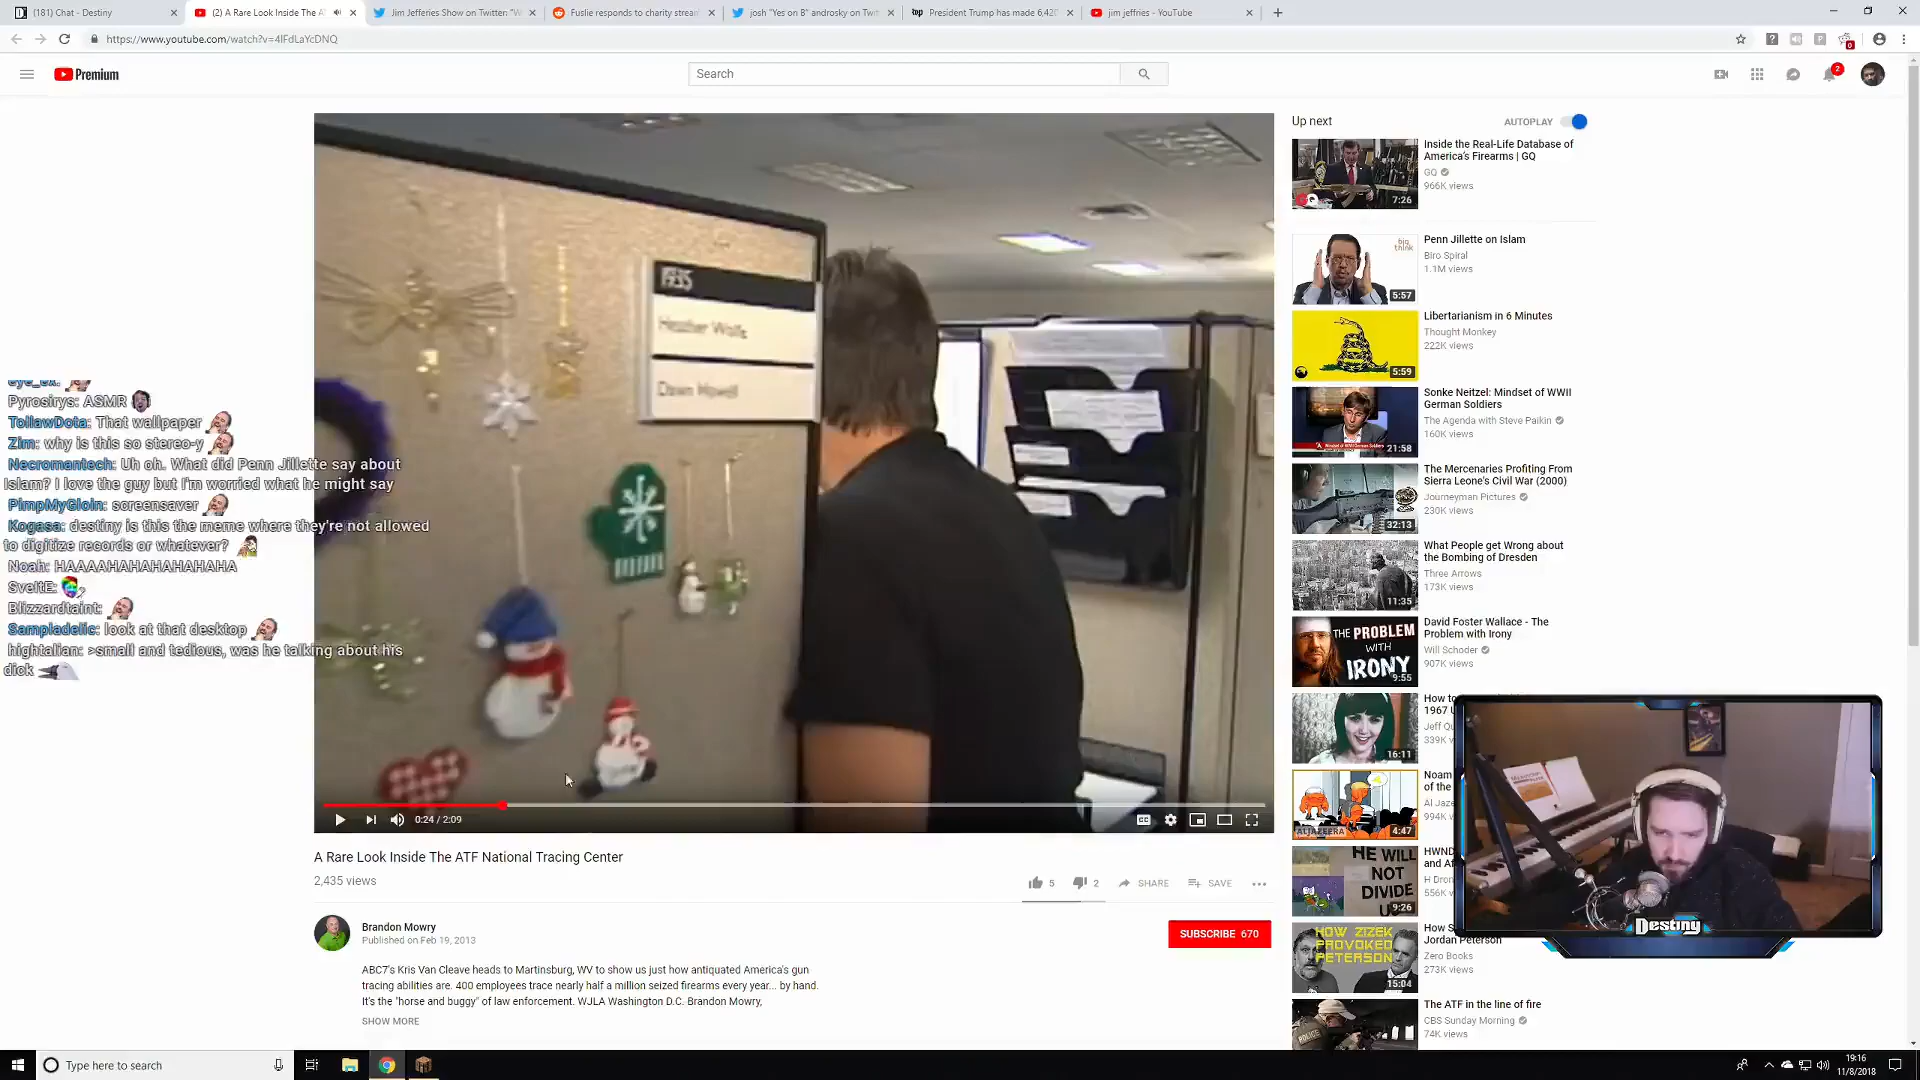 (181) Chat - Destiny
(2) A Rare Look Inside The A
Jim Jefferies Show on Twitter: "W
Fuslie responds to charity strea
josh "Yes on B" androsky on Twi
President Trump has made 6,420
jim jeffries - YouTube
https://www.youtube.com/watch?v=4lFdLaYcDNQ
Premium
Search
2
Up next
AUTOPLAY
Inside the Real-Life Database of
America's Firearms | GQ
GQ
966K views
7:26
Penn Jillette on Islam
Biro Spiral
1.1M views
big think
5:57
Libertarianism in 6 Minutes
Thought Monkey
222K views
5:59
Sonke Neitzel: Mindset of WWII
German Soldiers
The Agenda with Steve Paikin
160K views
21:58
The Mercenaries Profiting From
Sierra Leone's Civil War (2000)
Journeyman Pictures
230K views
32:13
What People get Wrong about
the Bombing of Dresden
Three Arrows
173K views
11:35
David Foster Wallace - The
Problem with Irony
Will Schoder
907K views
THE PROBLEM
WITH
IRONY
9:55
How to
1967 U
Jeff Qu
339K v
16:11
Noam
of the
Al Jaze
994K v
ALJAZEERA
4:47
HWND
and Af
H Dron
556K v
HE WILL
NOT
DIVIDE
U
9:26
How S
Jordan Peterson
Zero Books
273K views
HOW ZIZEK
PROVOKED
PETERSON
15:04
The ATF in the line of fire
CBS Sunday Morning
74K views
POLICE
Destiny
1935
Heather Wolfe
Dawn Howell
eye_ex:
Pyrosirys: ASMR
TollawDota: That wallpaper
Zim: why is this so stereo-y
Necromantech: Uh oh. What did Penn Jillette say about
Islam? I love the guy but I'm worried what he might say
PimpMyGloin: screensaver
Kogasa: destiny is this the meme where they're not allowed
to digitize records or whatever?
Noah: HAAAAHAHAHAHAHAHA
SveltE:
Blizzardtaint:
Sampladelic: look at that desktop
hightalian: >small and tedious, was he talking about his
dick
0:24 / 2:09
A Rare Look Inside The ATF National Tracing Center
2,435 views
5
2
SHARE
SAVE
Brandon Mowry
Published on Feb 19, 2013
SUBSCRIBE 670
ABC7's Kris Van Cleave heads to Martinsburg, WV to show us just how antiquated America's gun
tracing abilities are. 400 employees trace nearly half a million seized firearms every year... by hand.
It's the "horse and buggy" of law enforcement. WJLA Washington D.C. Brandon Mowry,
SHOW MORE
Type here to search
19:16
11/8/2018